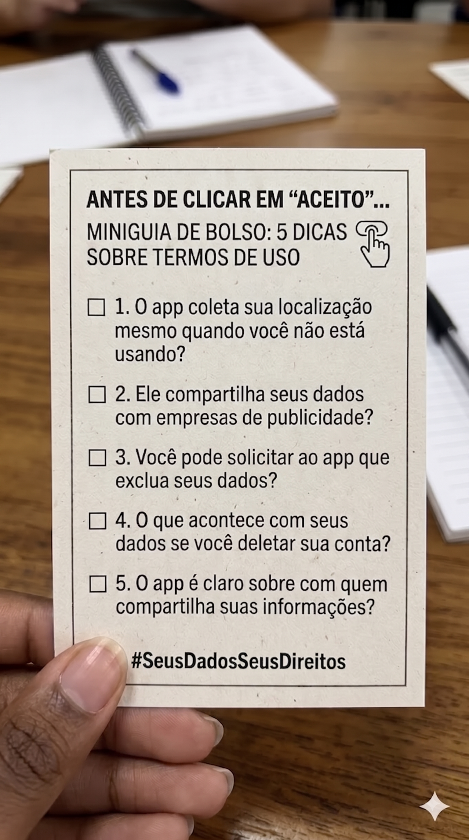 ANTES DE CLICAR EM “ACEITO”...
MINIGUIA DE BOLSO: 5 DICAS
SOBRE TERMOS DE USO
☐ 1. O app coleta sua localização
mesmo quando você não está
usando?
☐ 2. Ele compartilha seus dados
com empresas de publicidade?
☐ 3. Você pode solicitar ao app que
exclua seus dados?
☐ 4. O que acontece com seus
dados se você deletar sua conta?
☐ 5. O app é claro sobre com quem
compartilha suas informações?
#SeusDadosSeusDireitos